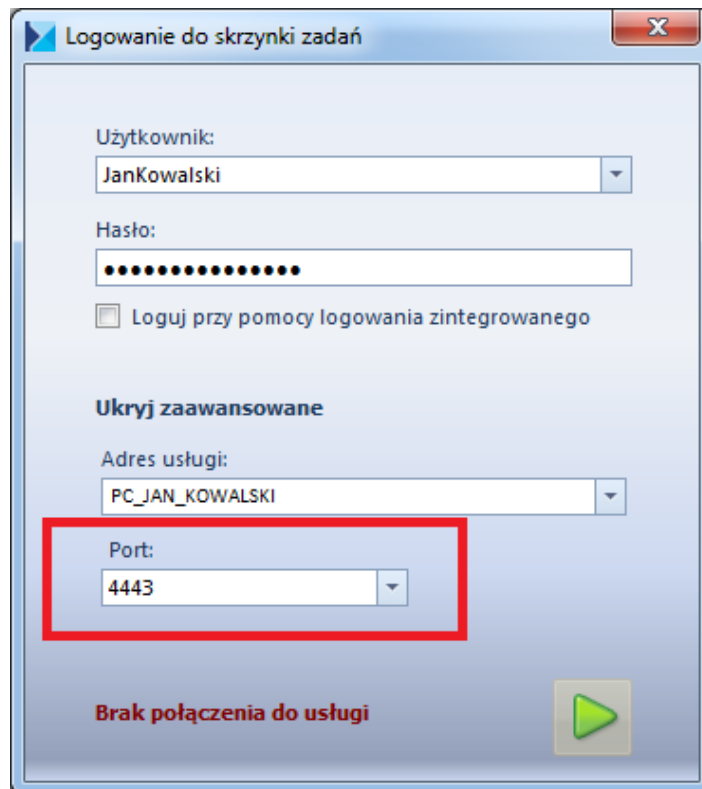 Logowanie do skrzynki zadań
Użytkownik:
JanKowalski
Hasło:
●●●●●●●●●●●●●●●
Loguj przy pomocy logowania zintegrowanego
Ukryj zaawansowane
Adres usługi:
PC_JAN_KOWALSKI
Port:
4443
Brak połączenia do usługi